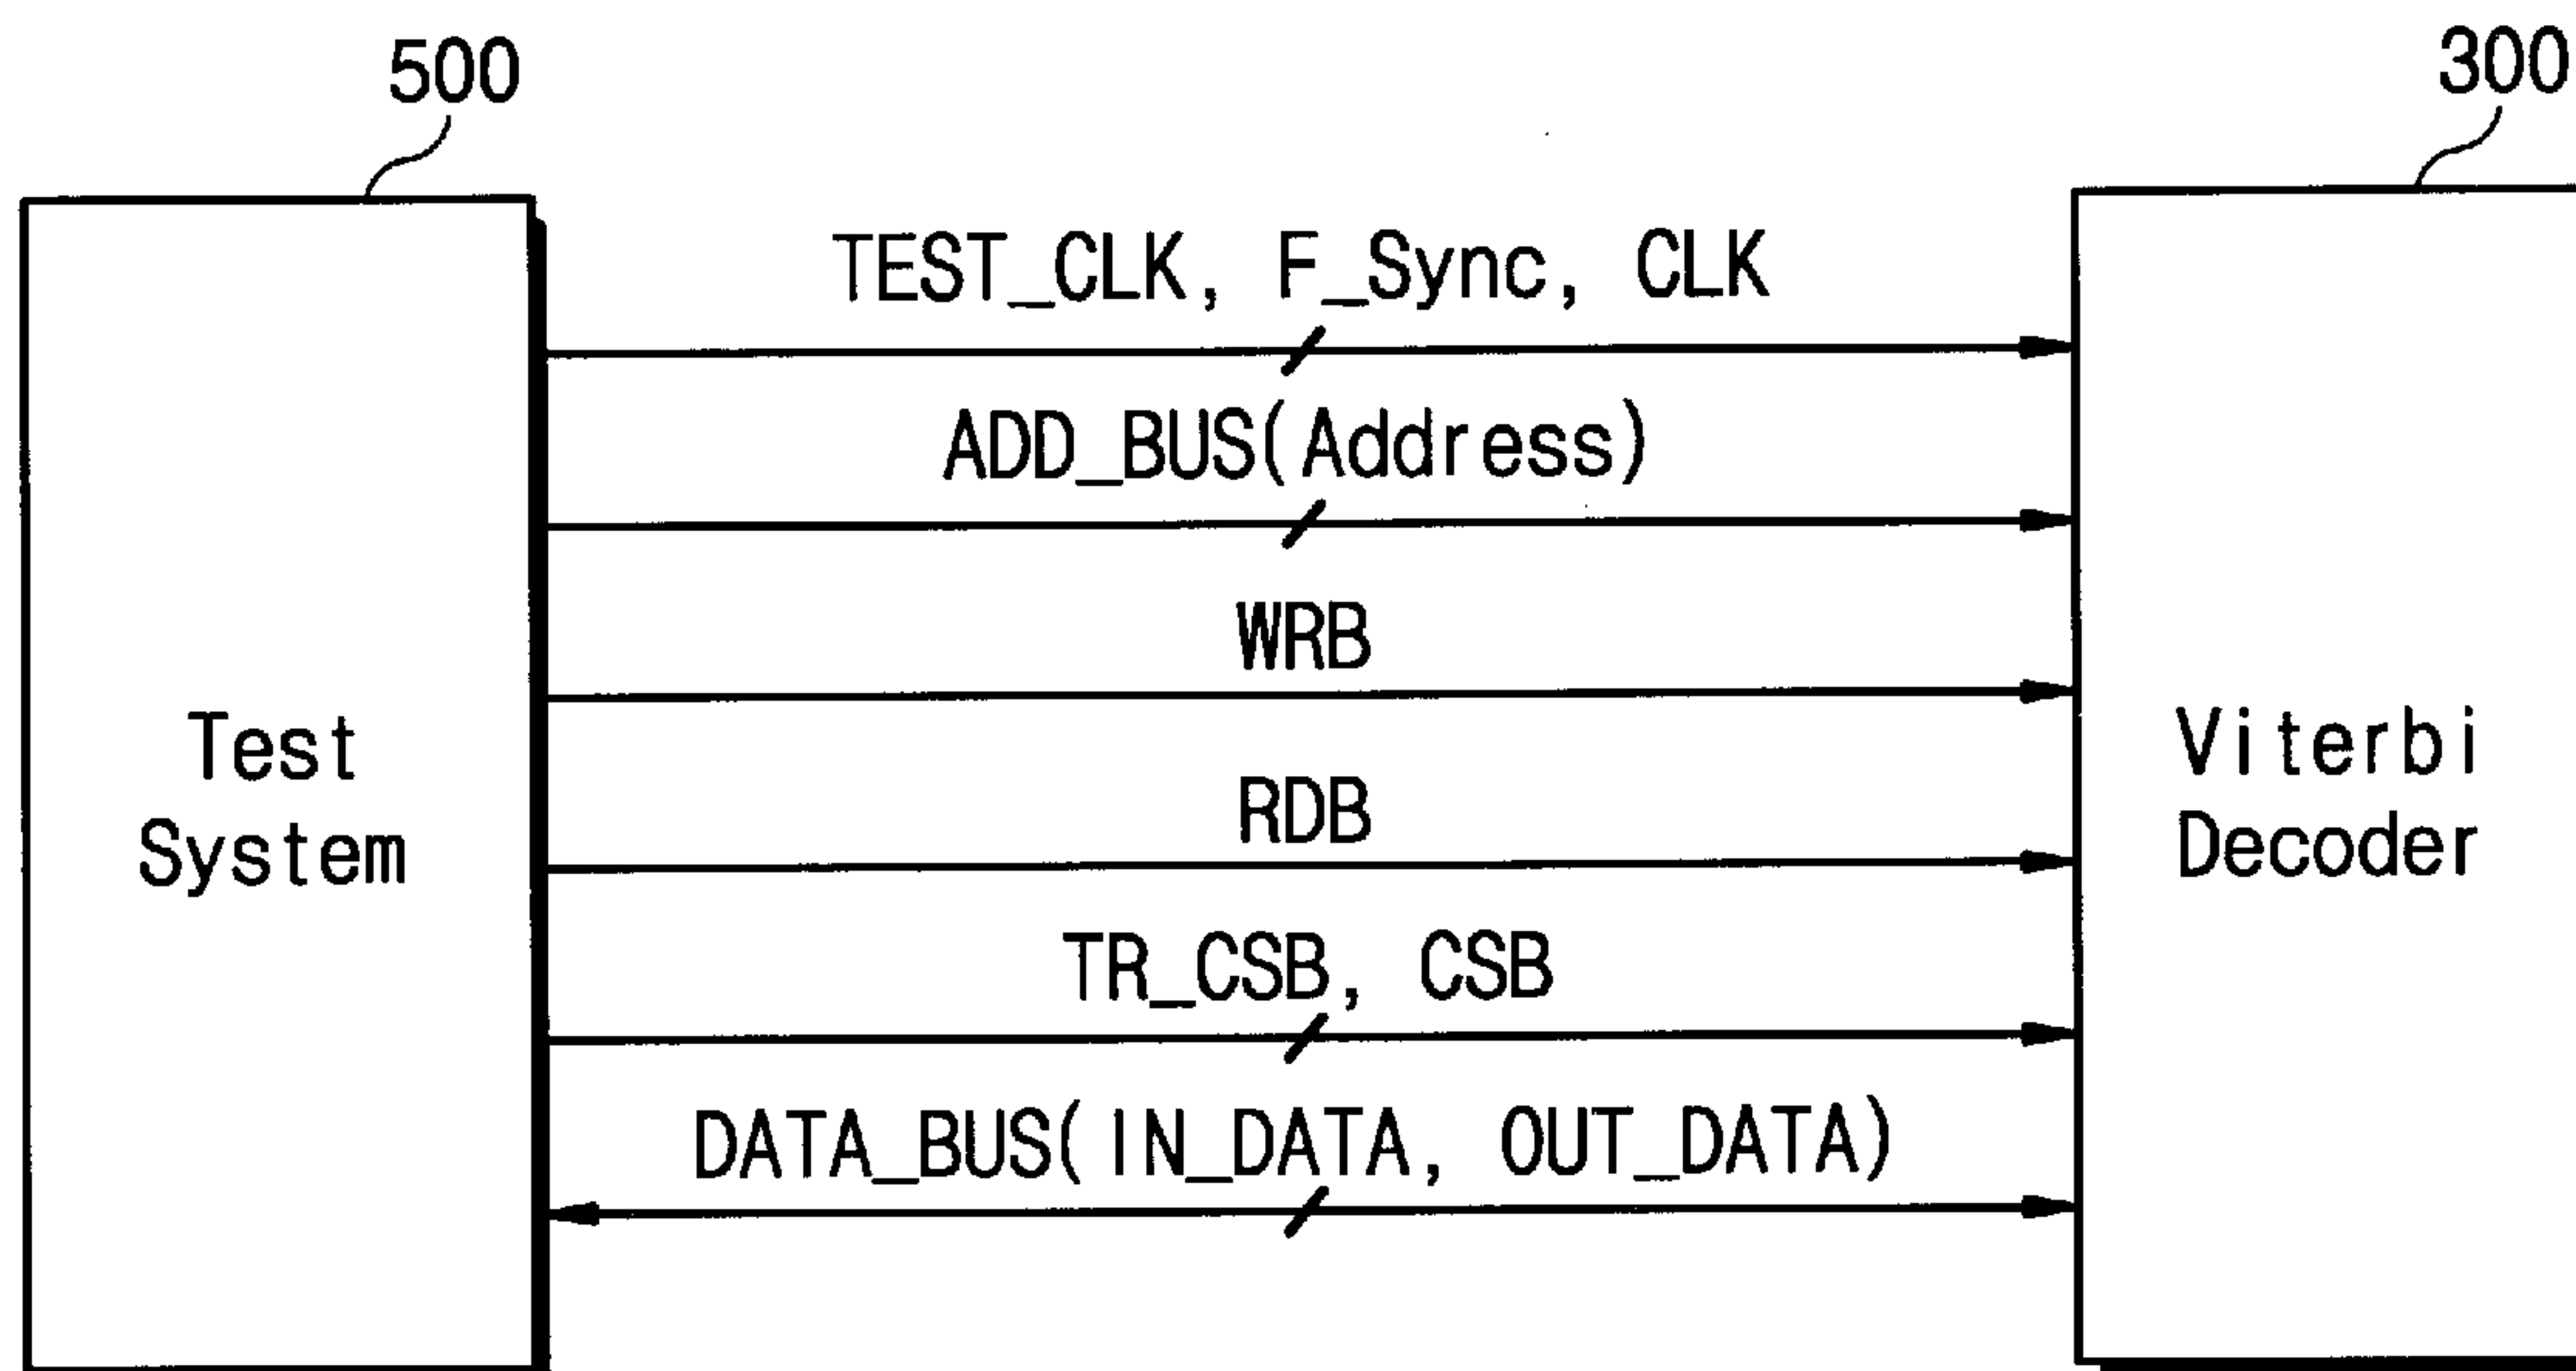 500
300
TEST_CLK, F_Sync, CLK
ADD_BUS(Address)
WRB
RDB
TR_CSB, CSB
DATA_BUS(IN_DATA, OUT_DATA)
Test
System
Viterbi
Decoder